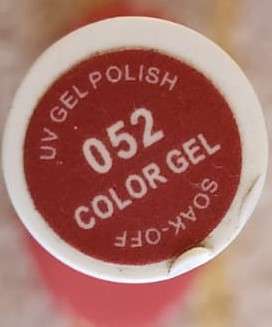 UV GEL POLISH
052
COLOR GEL
SOAK-OFF